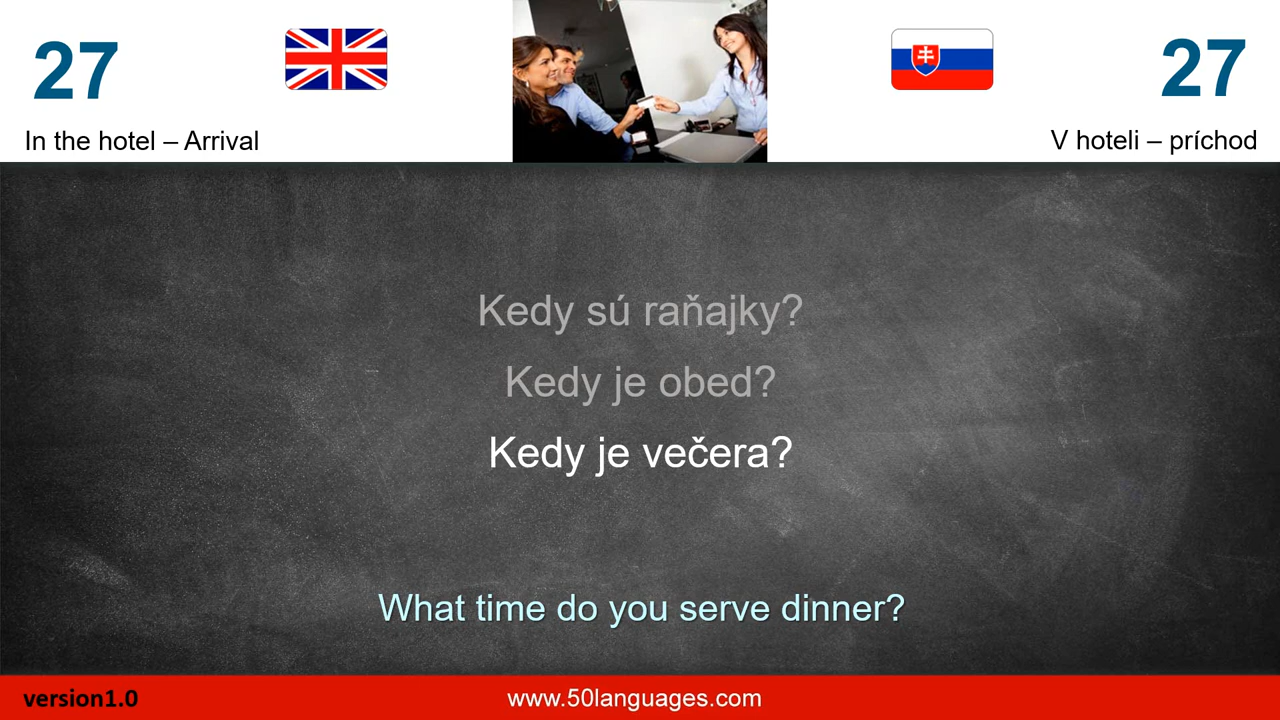 27
27
In the hotel – Arrival
V hoteli – príchod
Kedy sú raňajky?
Kedy je obed?
Kedy je večera?
What time do you serve dinner?
version1.0
www.50languages.com